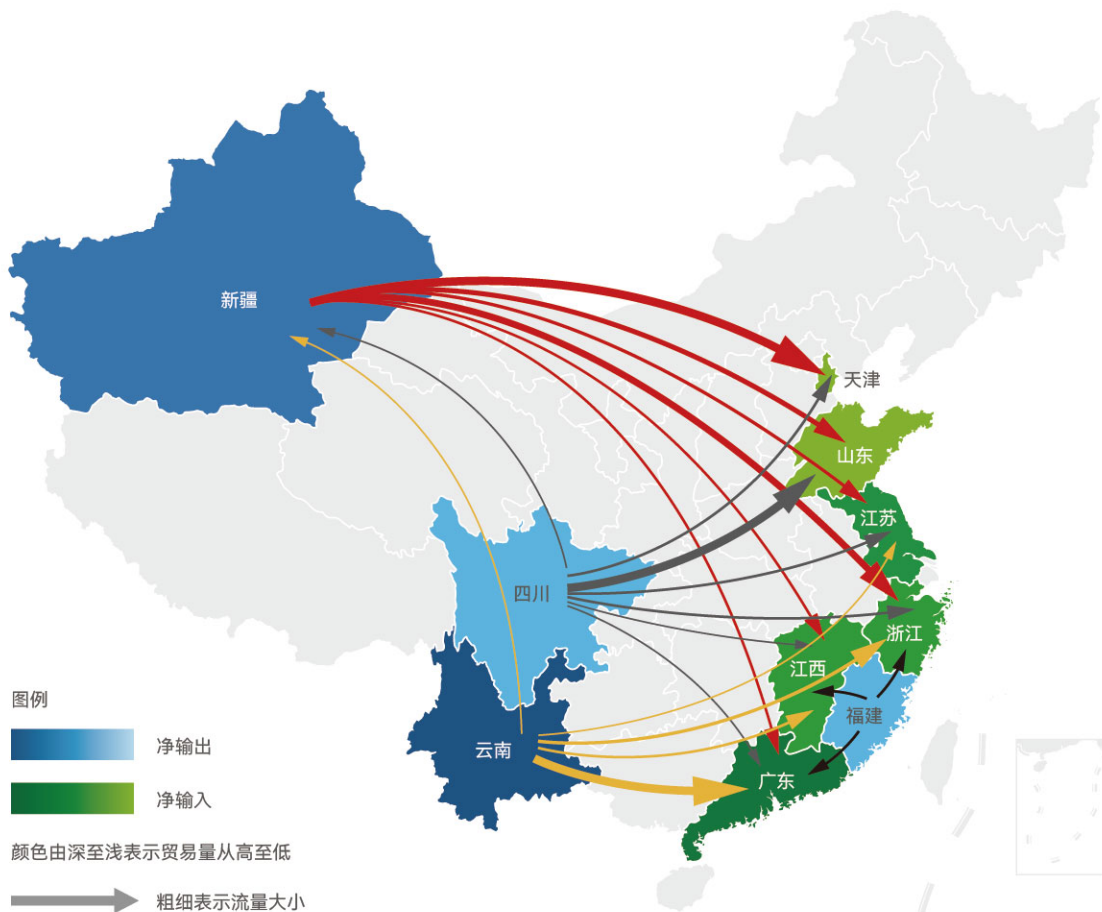 新疆
天津
山东
江苏
四川
浙江
江西
福建
云南
广东
图例
净输出
净输入
颜色由深至浅表示贸易量从高至低
粗细表示流量大小